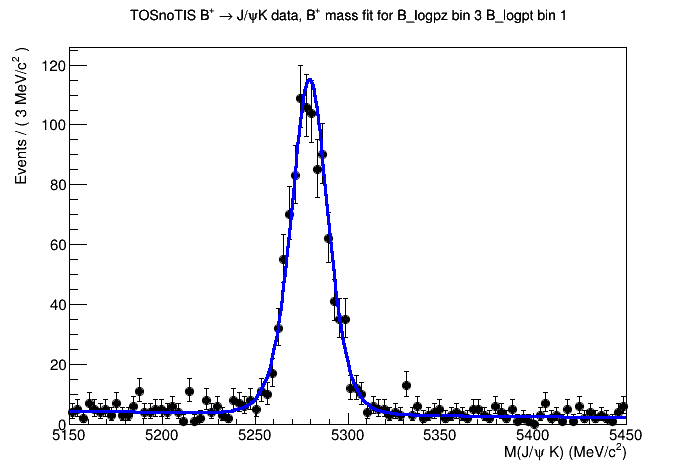 TOSnoTIS B⁺ → J/ψK data, B⁺ mass fit for B_logpz bin 3 B_logpt bin 1
Events / ( 3 MeV/c² )
120
100
80
60
40
20
0
5150 5200 5250 5300 5350 5400 5450
M(J/ψ K) (MeV/c²)